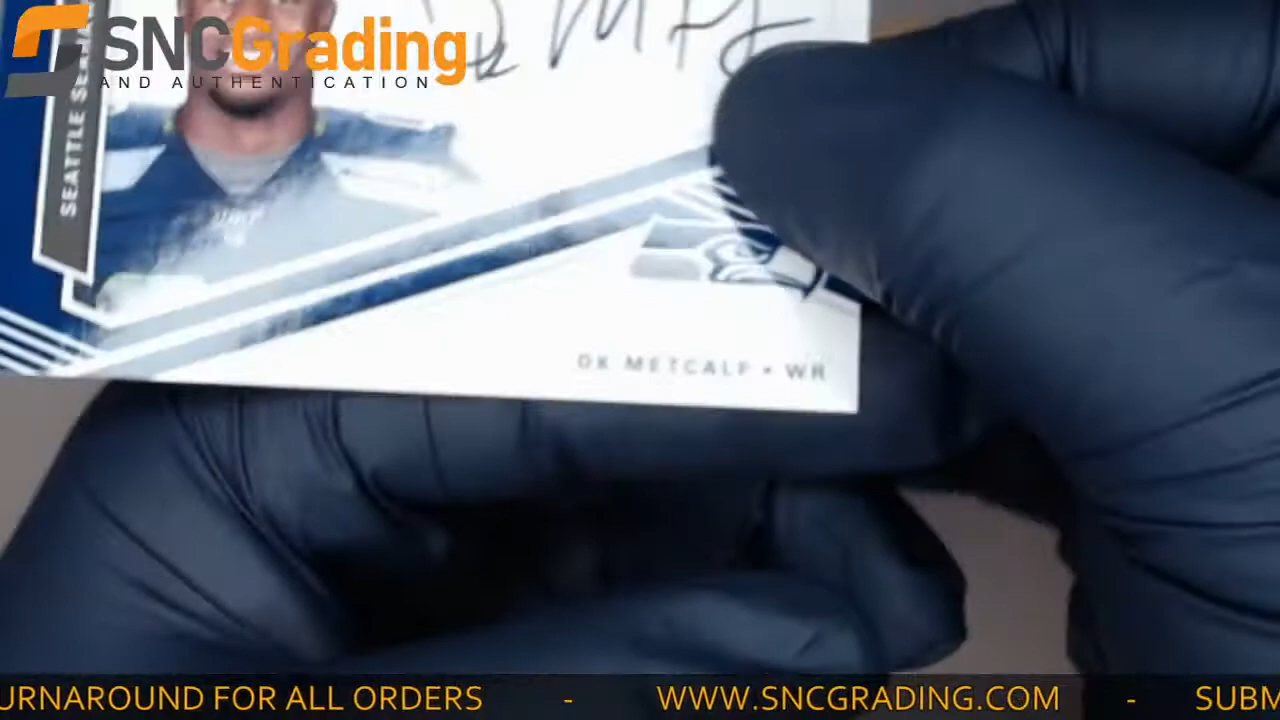 SNCGrading
AND AUTHENTICATION
SEATTLE SE
DK METCALF • WR
URNAROUND FOR ALL ORDERS - WWW.SNCGRADING.COM - SUBM